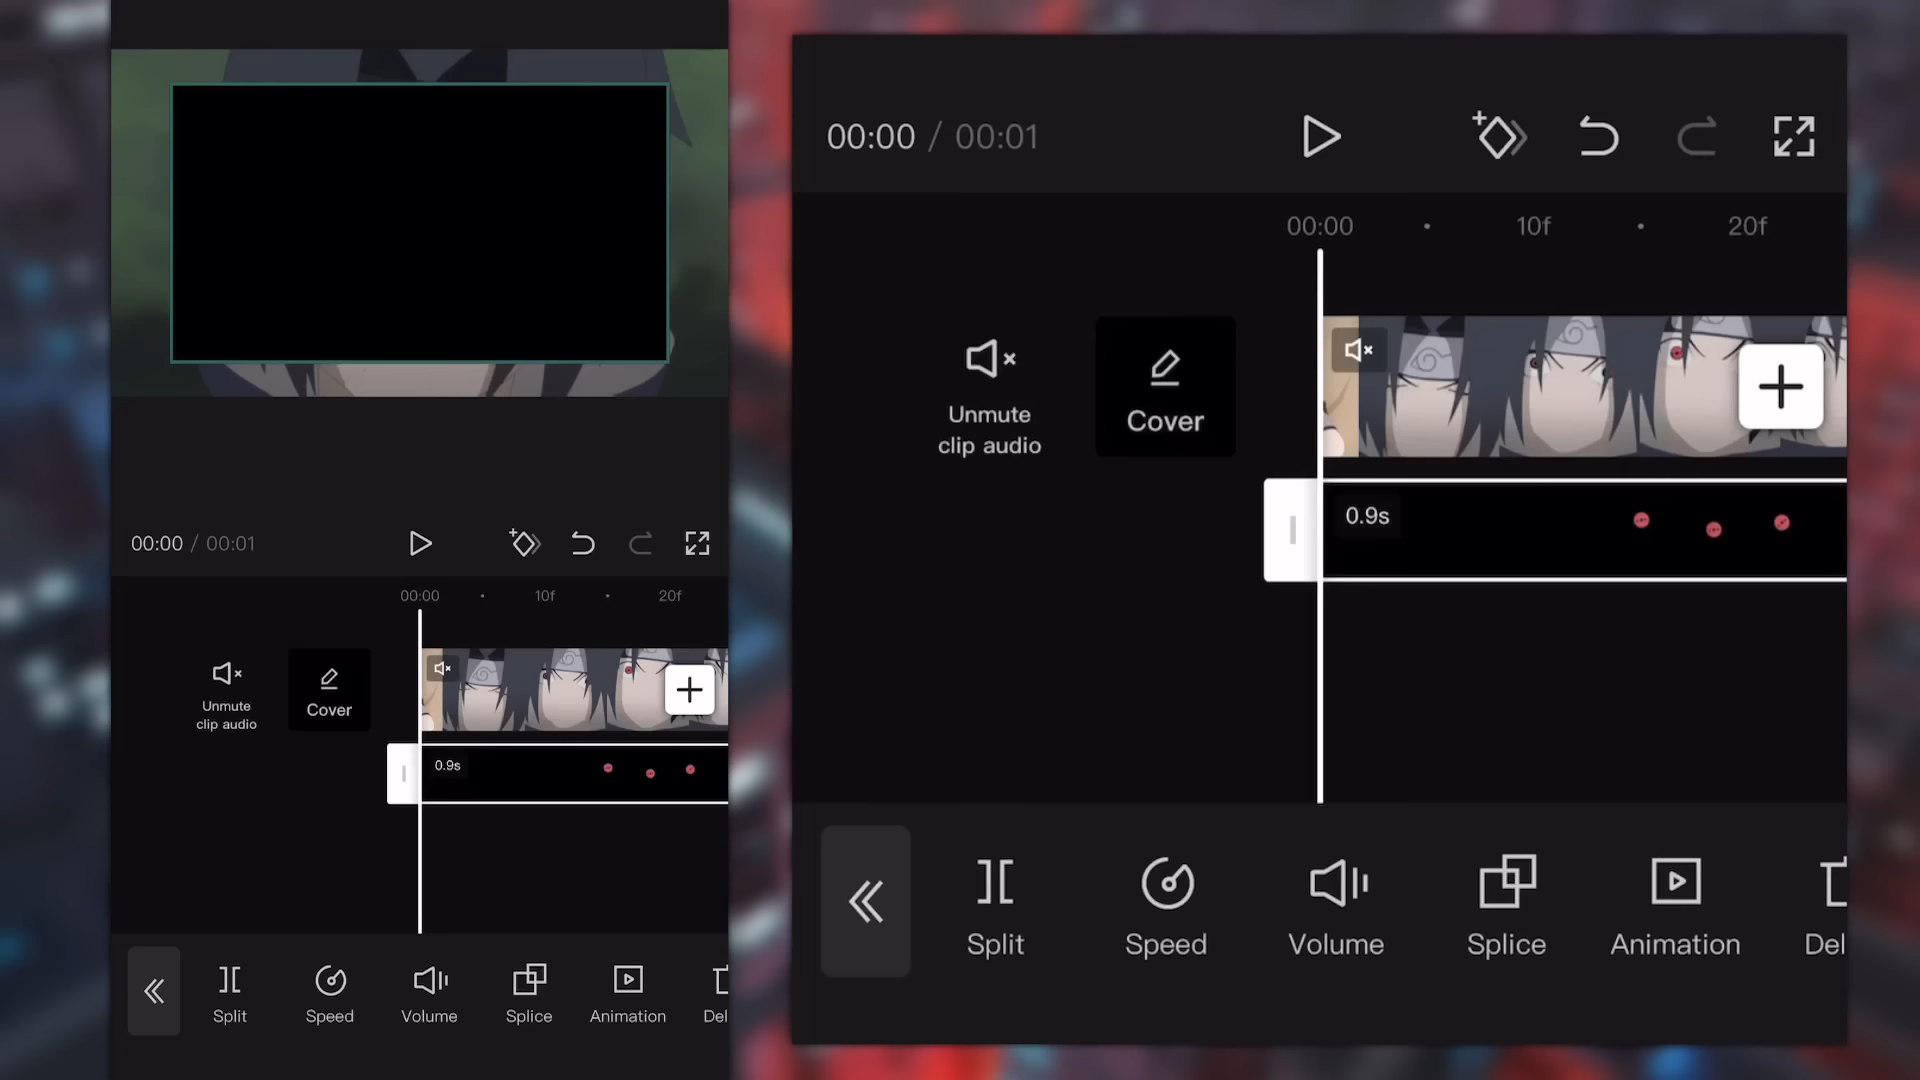 00:00 / 00:01
00:00
10f
20f
Unmute
clip audio
Cover
0.9s
Split
Speed
Volume
Splice
Animation
Del
00:00 / 00:01
00:00
10f
20f
Unmute
clip audio
Cover
0.9s
Split
Speed
Volume
Splice
Animation
Del